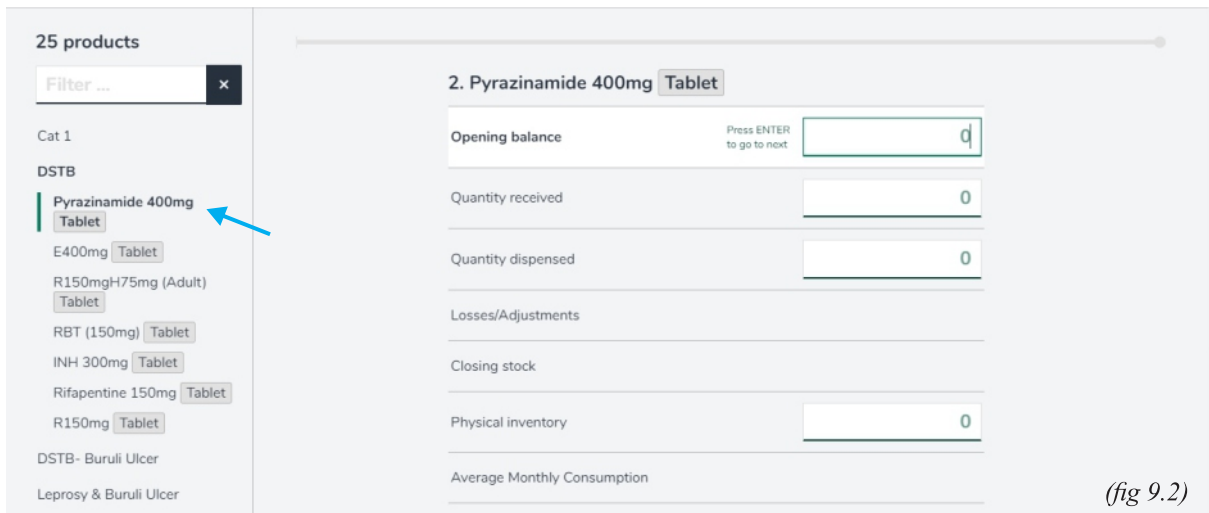 25 products
Filter ...
×
Cat 1
DSTB
Pyrazinamide 400mg
Tablet
E400mg Tablet
R150mgH75mg (Adult)
Tablet
RBT (150mg) Tablet
INH 300mg Tablet
Rifapentine 150mg Tablet
R150mg Tablet
DSTB- Buruli Ulcer
Leprosy & Buruli Ulcer
2. Pyrazinamide 400mg Tablet
Opening balance
Press ENTER
to go to next
0
Quantity received 0
Quantity dispensed 0
Losses/Adjustments
Closing stock
Physical inventory 0
Average Monthly Consumption
(fig 9.2)